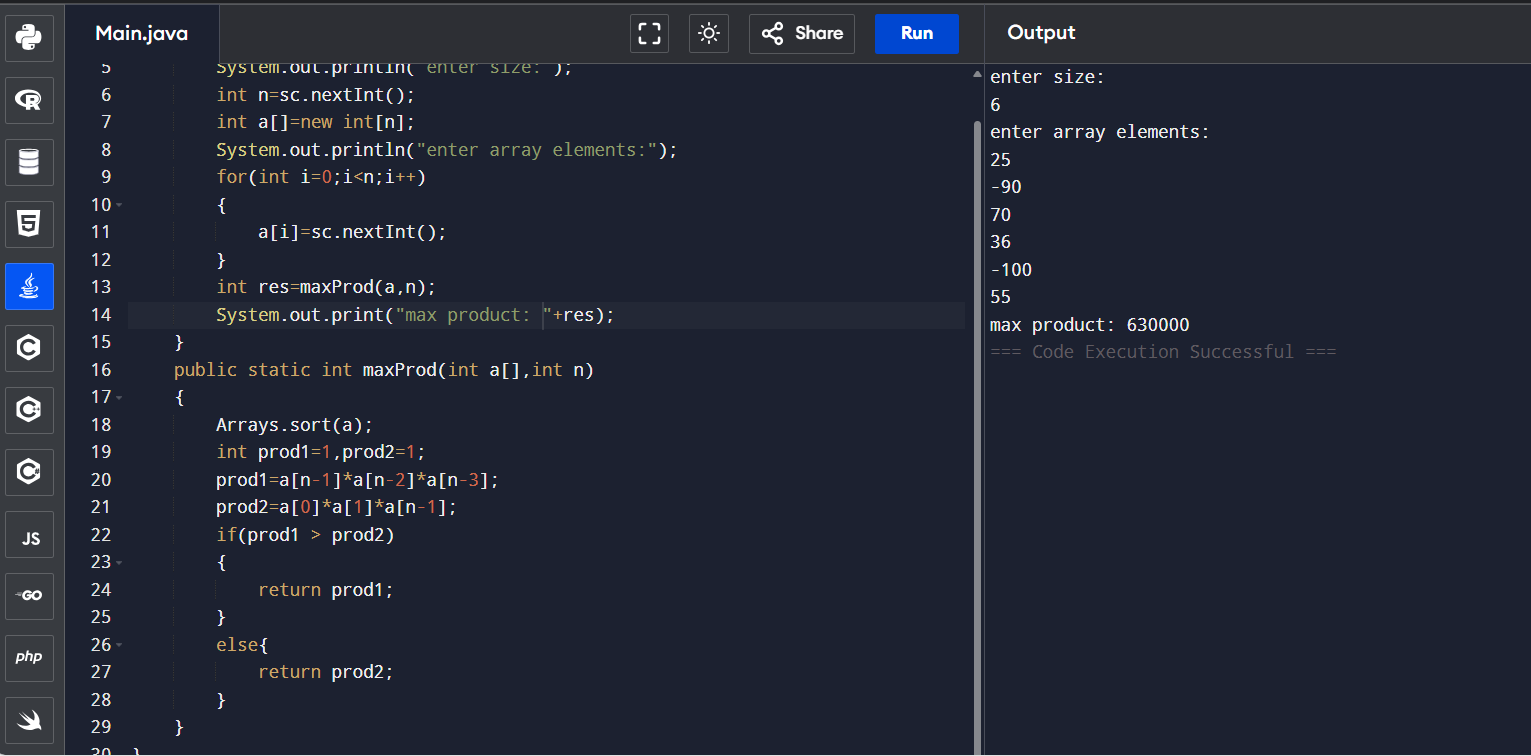 Main.java
Share
Run
Output
5 System.out.println("enter size:");
6 int n=sc.nextInt();
7 int a[]=new int[n];
8 System.out.println("enter array elements:");
9 for(int i=0;i<n;i++)
10 {
11 a[i]=sc.nextInt();
12 }
13 int res=maxProd(a,n);
14 System.out.print("max product: "+res);
15 }
16 public static int maxProd(int a[],int n)
17 {
18 Arrays.sort(a);
19 int prod1=1,prod2=1;
20 prod1=a[n-1]*a[n-2]*a[n-3];
21 prod2=a[0]*a[1]*a[n-1];
22 if(prod1 > prod2)
23 {
24 return prod1;
25 }
26 else{
27 return prod2;
28 }
29 }
30 }
enter size:
6
enter array elements:
25
-90
70
36
-100
55
max product: 630000
=== Code Execution Successful ===
R
5
C
C++
C#
JS
GO
php